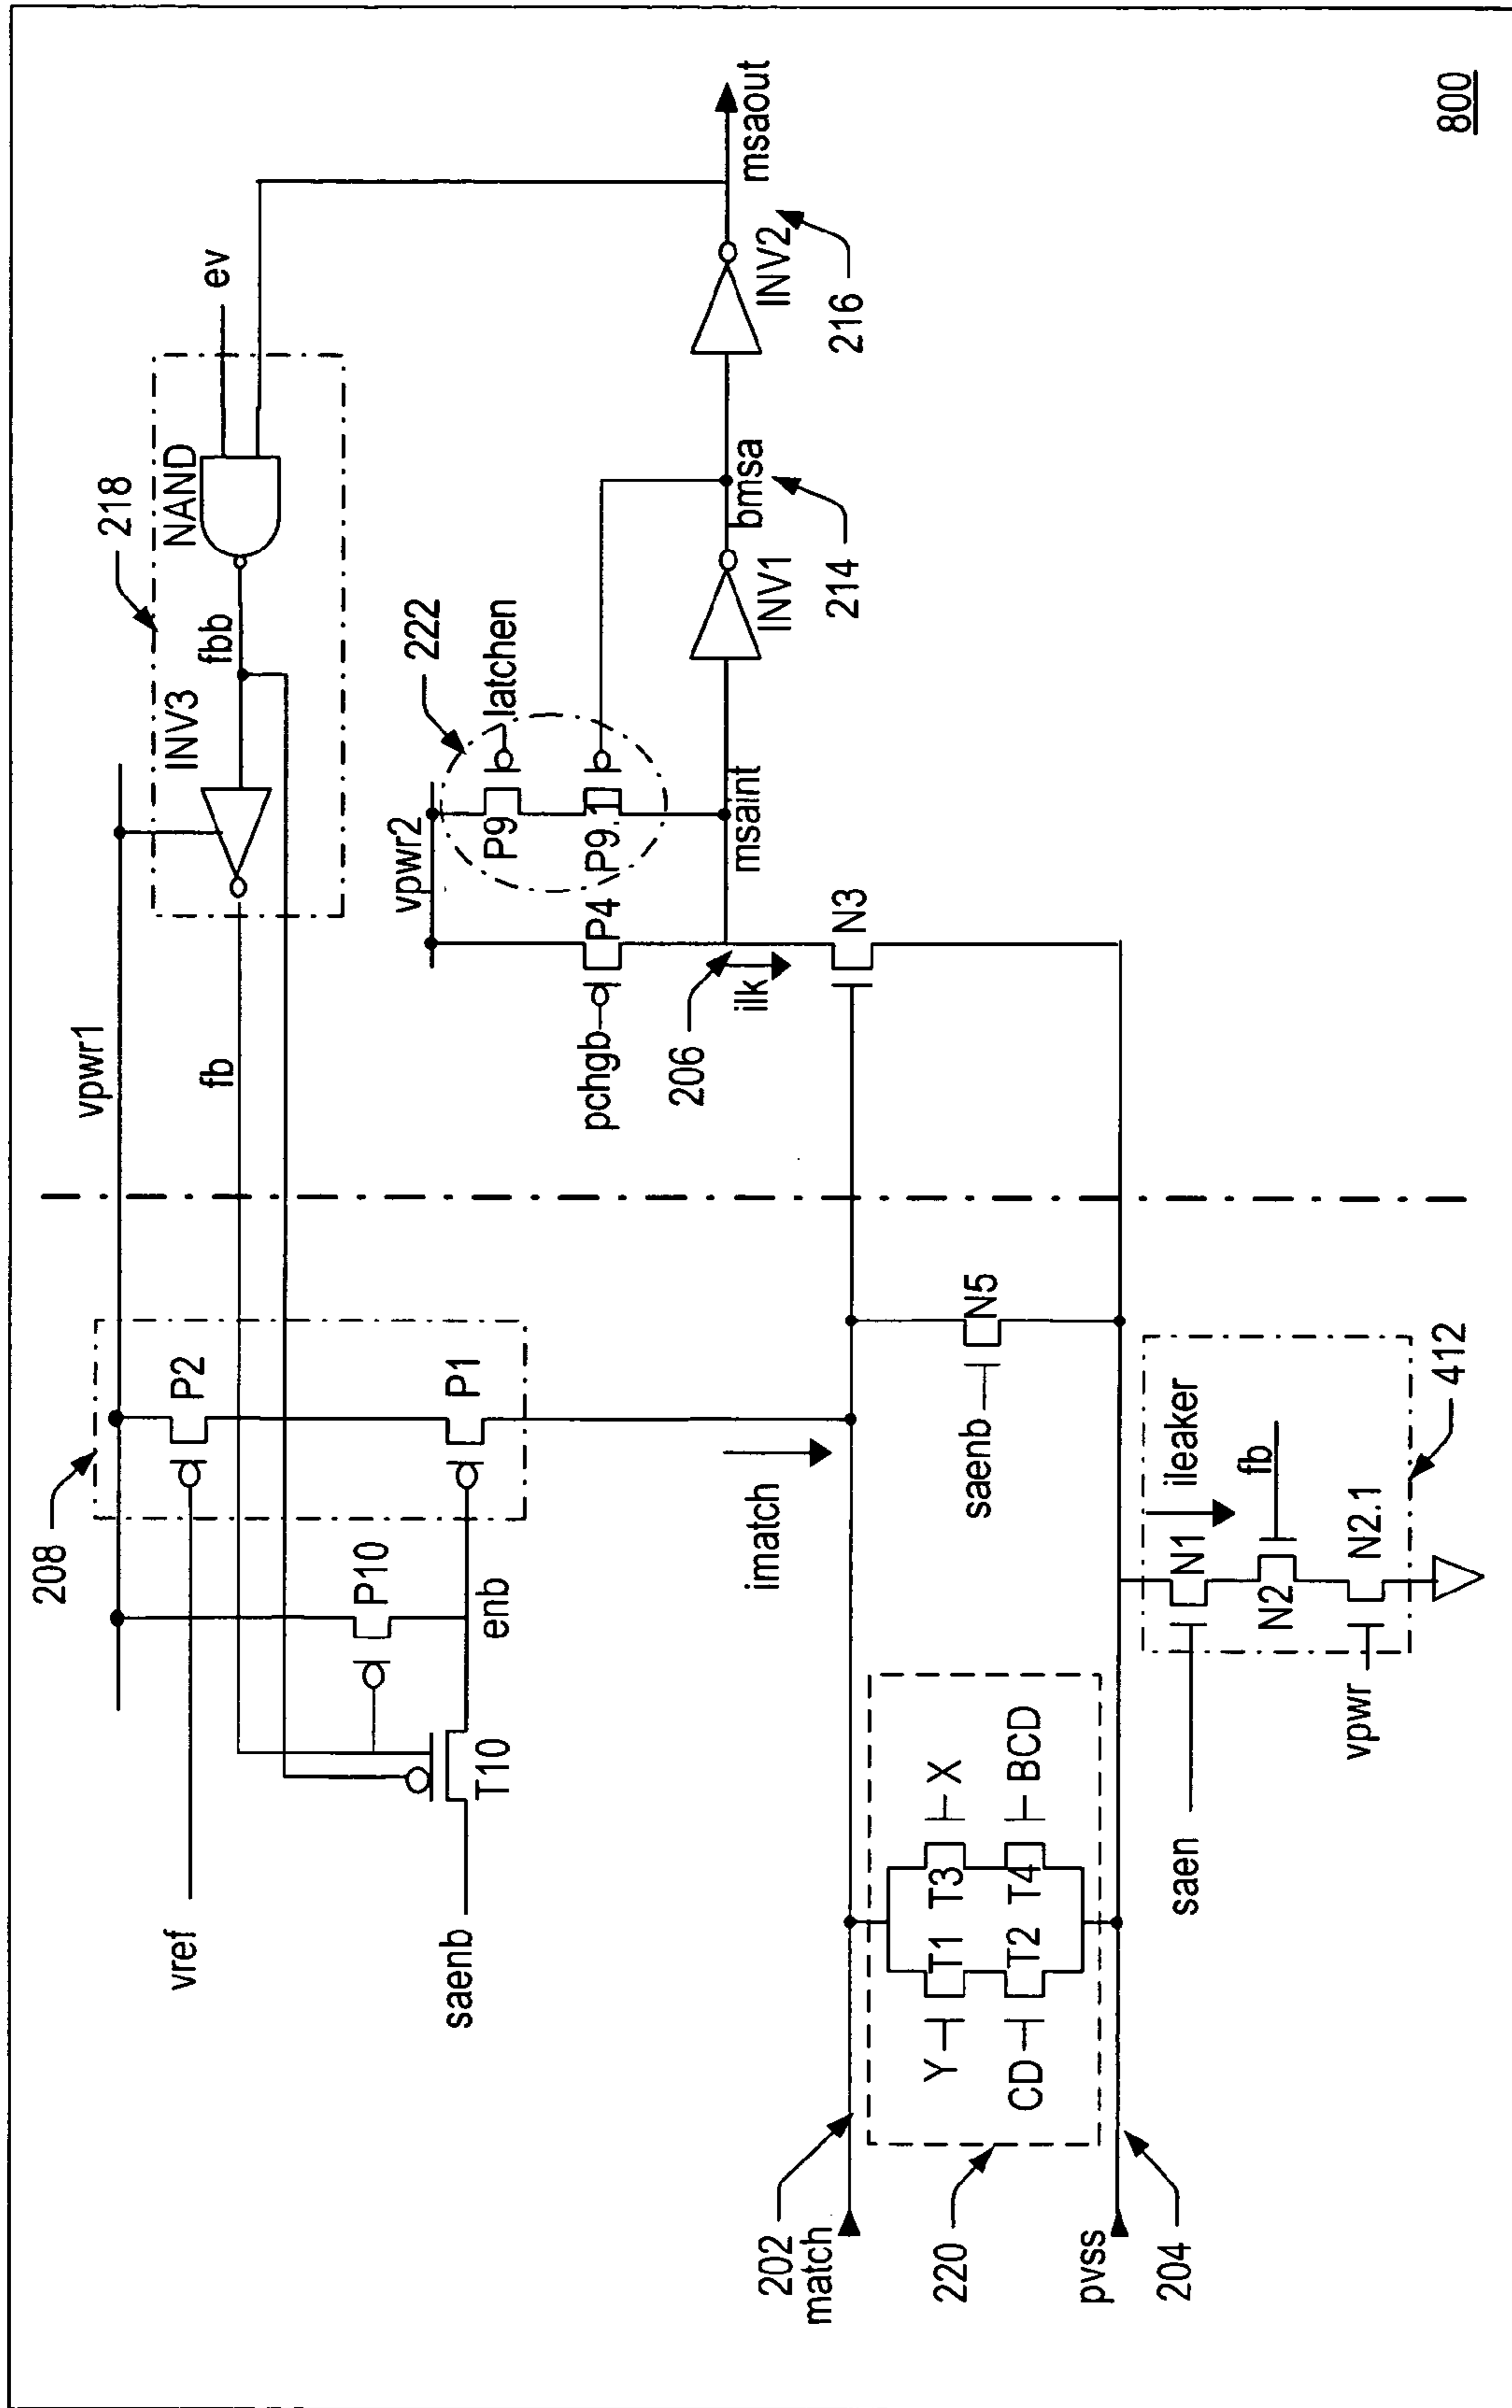 800
vpwr1
218
ev
NAND
INV3
fbb
fb
208
P2
P1
P10
enb
T10
vref
saenb
222
vpwr2
latchen
P9
P9.1
P4
pchgb
206
ilk
msaint
INV1
bmsa
214
INV2
216
msaout
N3
imatch
saenb
N5
202
match
220
Y
T1
T3
X
CD
T2
T4
BCD
pvss
204
saen
N1
ileaker
fb
N2
N2.1
vpwr
412